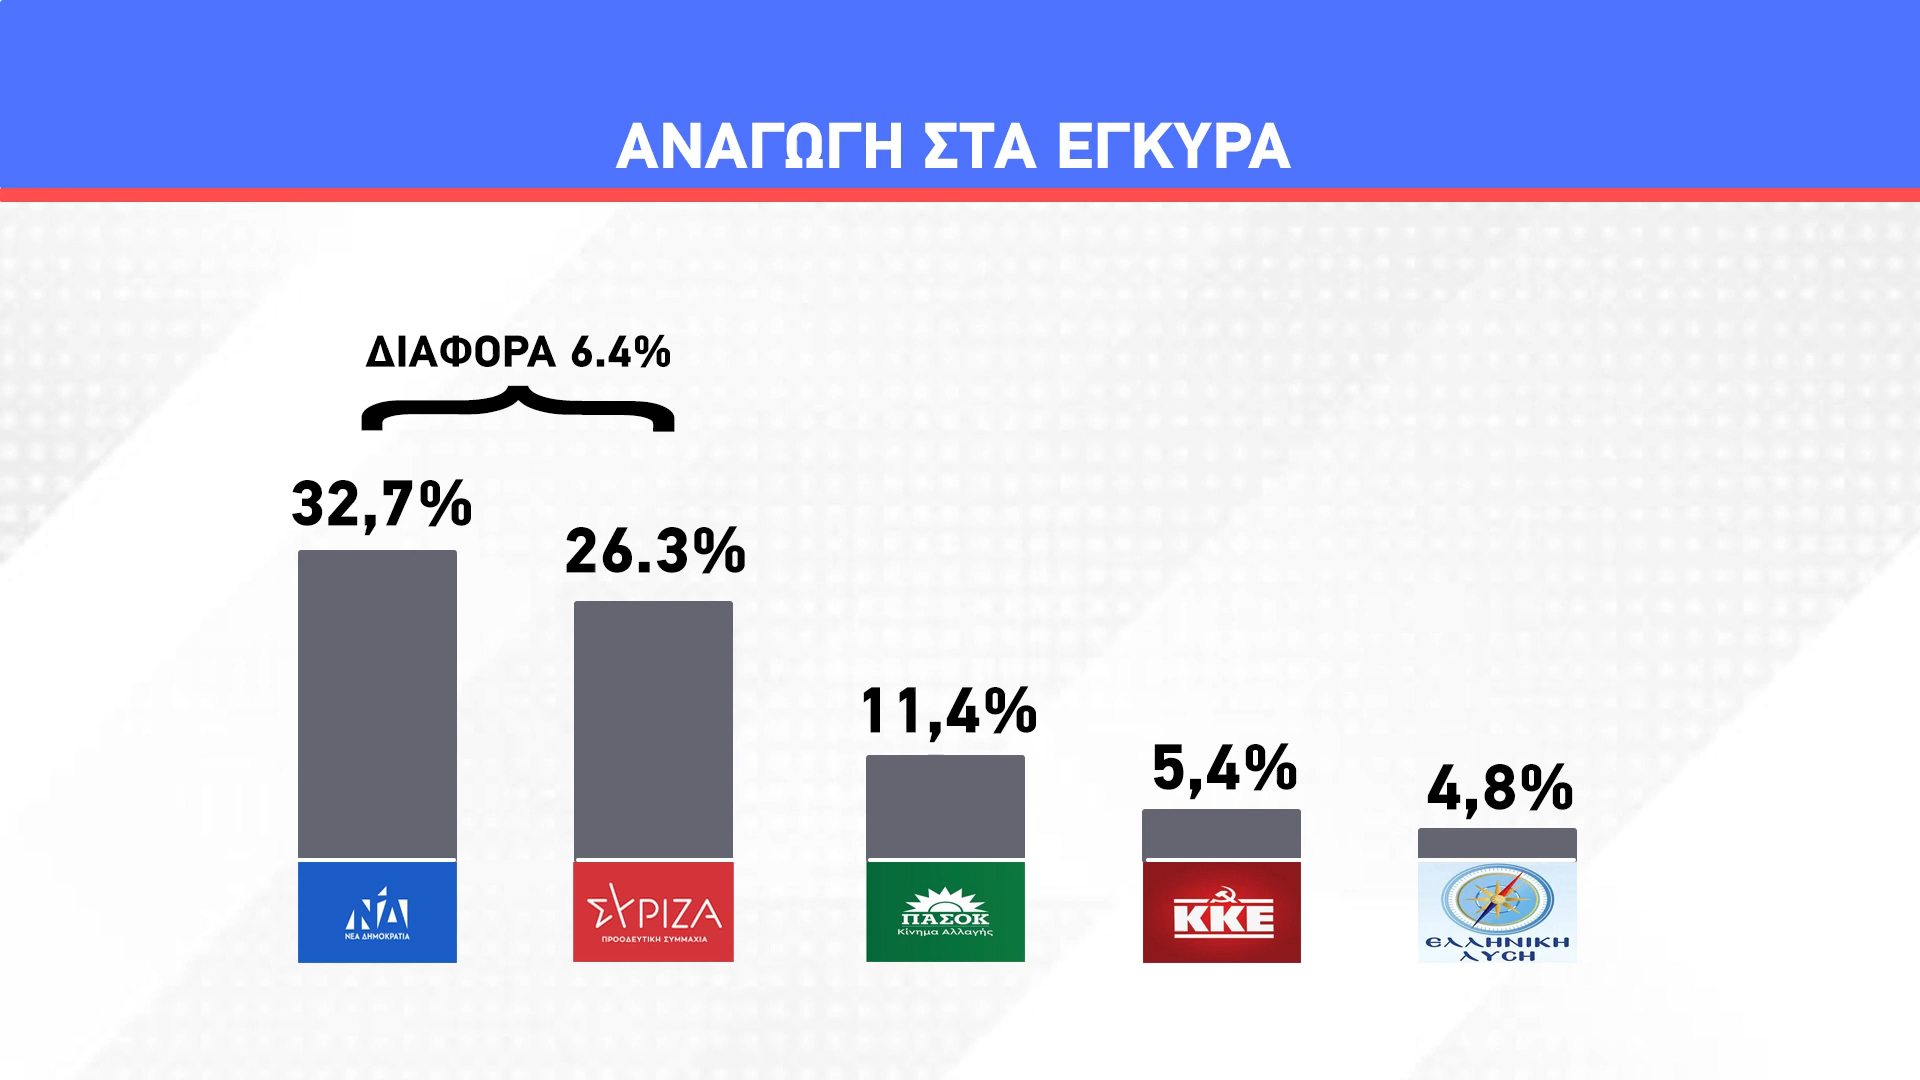 ΑΝΑΓΩΓΗ ΣΤΑ ΕΓΚΥΡΑ
ΔΙΑΦΟΡΑ 6.4%
32,7%
26.3%
11,4%
5,4%
4,8%
ΝΔ
ΝΕΑ ΔΗΜΟΚΡΑΤΙΑ
ΣΥΡΙΖΑ
ΠΡΟΟΔΕΥΤΙΚΗ ΣΥΜΜΑΧΙΑ
ΠΑΣΟΚ
Κίνημα Αλλαγής
ΚΚΕ
ΕΛΛΗΝΙΚΗ
ΛΥΣΗ